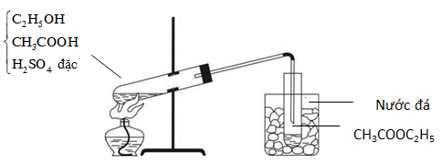 C₂H₅OH
CH₃COOH
H₂SO₄ đặc
Nước đá
CH₃COOC₂H₅